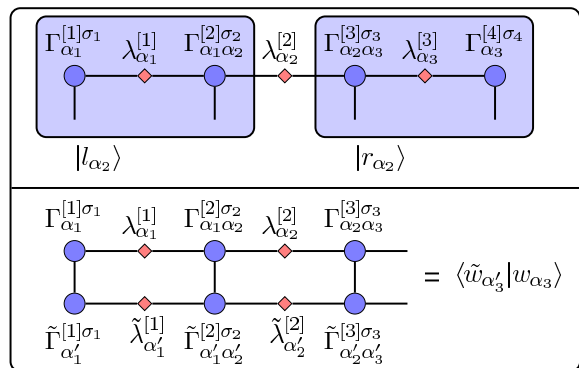 Γ^{[1]σ_1}_{α_1} λ^{[1]}_{α_1} Γ^{[2]σ_2}_{α_1α_2} λ^{[2]}_{α_2} Γ^{[3]σ_3}_{α_2α_3} λ^{[3]}_{α_3} Γ^{[4]σ_4}_{α_3}
|l_{α_2}⟩ |r_{α_2}⟩
Γ^{[1]σ_1}_{α_1} λ^{[1]}_{α_1} Γ^{[2]σ_2}_{α_1α_2} λ^{[2]}_{α_2} Γ^{[3]σ_3}_{α_2α_3}
= ⟨w̃_{α'_3}|w_{α_3}⟩
Γ̃^{[1]σ_1}_{α'_1} λ̃^{[1]}_{α'_1} Γ̃^{[2]σ_2}_{α'_1α'_2} λ̃^{[2]}_{α'_2} Γ̃^{[3]σ_3}_{α'_2α'_3}